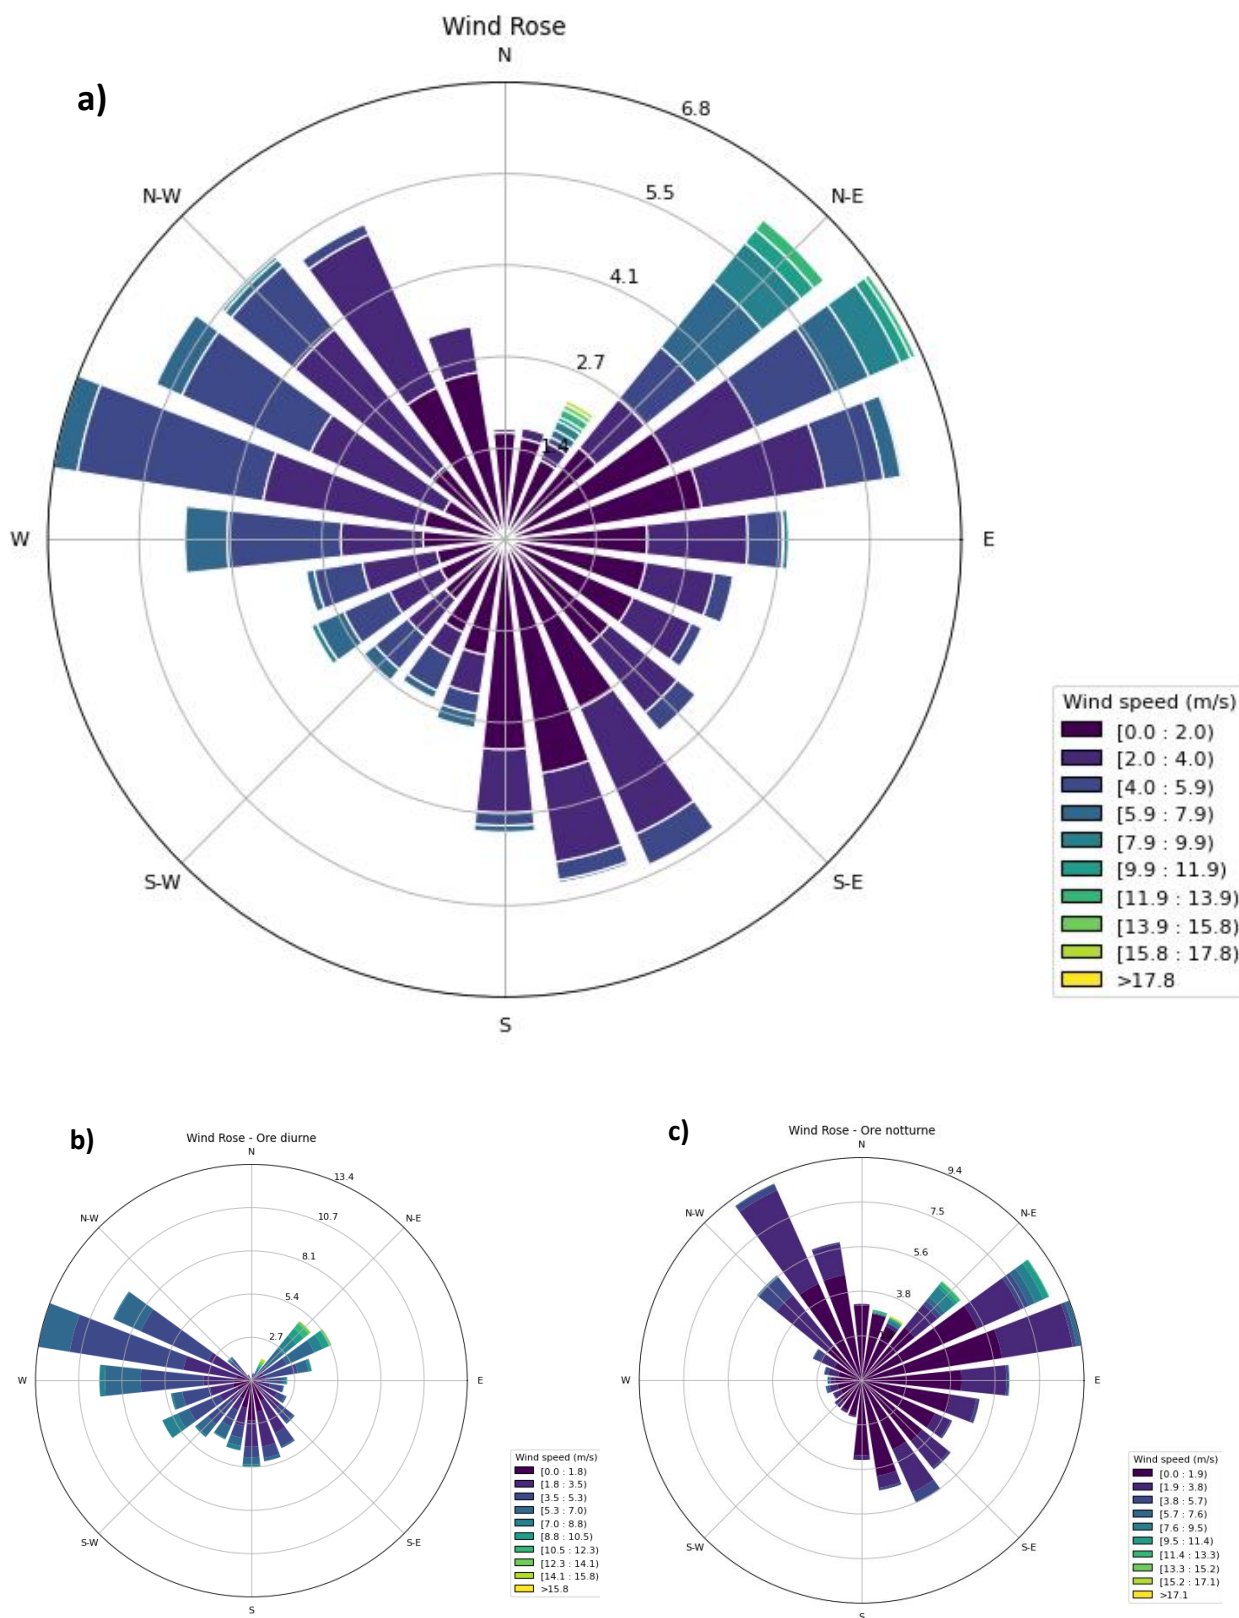 Wind Rose
N
a)
6.8
N-W
N-E
5.5
4.1
2.7
1.4
W
E
S-W
S-E
S
Wind speed (m/s)
[0.0 : 2.0)
[2.0 : 4.0)
[4.0 : 5.9)
[5.9 : 7.9)
[7.9 : 9.9)
[9.9 : 11.9)
[11.9 : 13.9)
[13.9 : 15.8)
[15.8 : 17.8)
>17.8
b)
Wind Rose - Ore diurne
N
13.4
N-W
10.7
N-E
8.1
5.4
2.7
W
E
S-W
S-E
S
Wind speed (m/s)
[0.0 : 1.8)
[1.8 : 3.5)
[3.5 : 5.3)
[5.3 : 7.0)
[7.0 : 8.8)
[8.8 : 10.5)
[10.5 : 12.3)
[12.3 : 14.1)
[14.1 : 15.8)
>15.8
c)
Wind Rose - Ore notturne
N
9.4
N-W
7.5
N-E
5.6
3.8
W
E
S-W
S-E
S
Wind speed (m/s)
[0.0 : 1.9)
[1.9 : 3.8)
[3.8 : 5.7)
[5.7 : 7.6)
[7.6 : 9.5)
[9.5 : 11.4)
[11.4 : 13.3)
[13.3 : 15.2)
[15.2 : 17.1)
>17.1